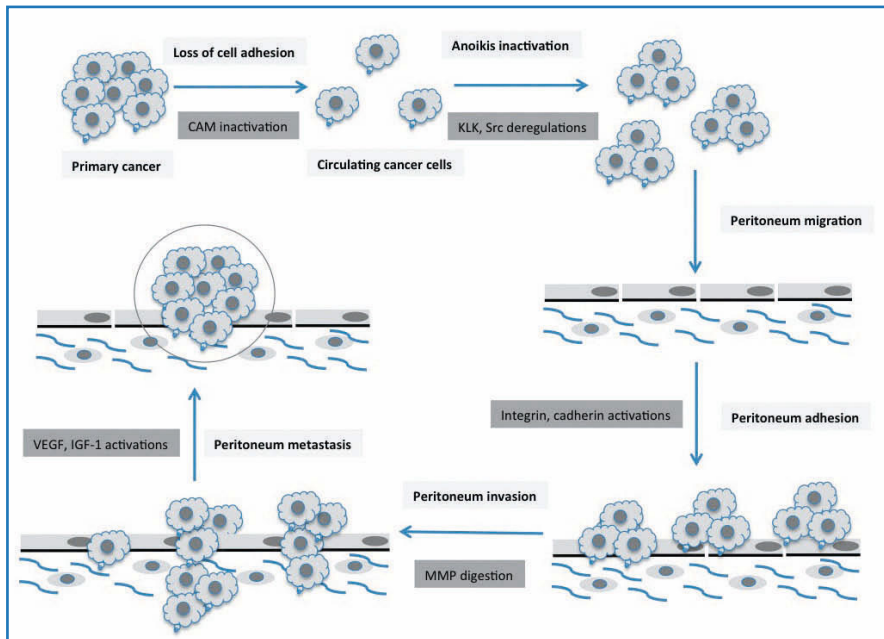 Loss of cell adhesion
Anoikis inactivation
CAM inactivation
KLK, Src deregulations
Primary cancer
Circulating cancer cells
Peritoneum migration
Integrin, cadherin activations
Peritoneum adhesion
VEGF, IGF-1 activations
Peritoneum metastasis
Peritoneum invasion
MMP digestion